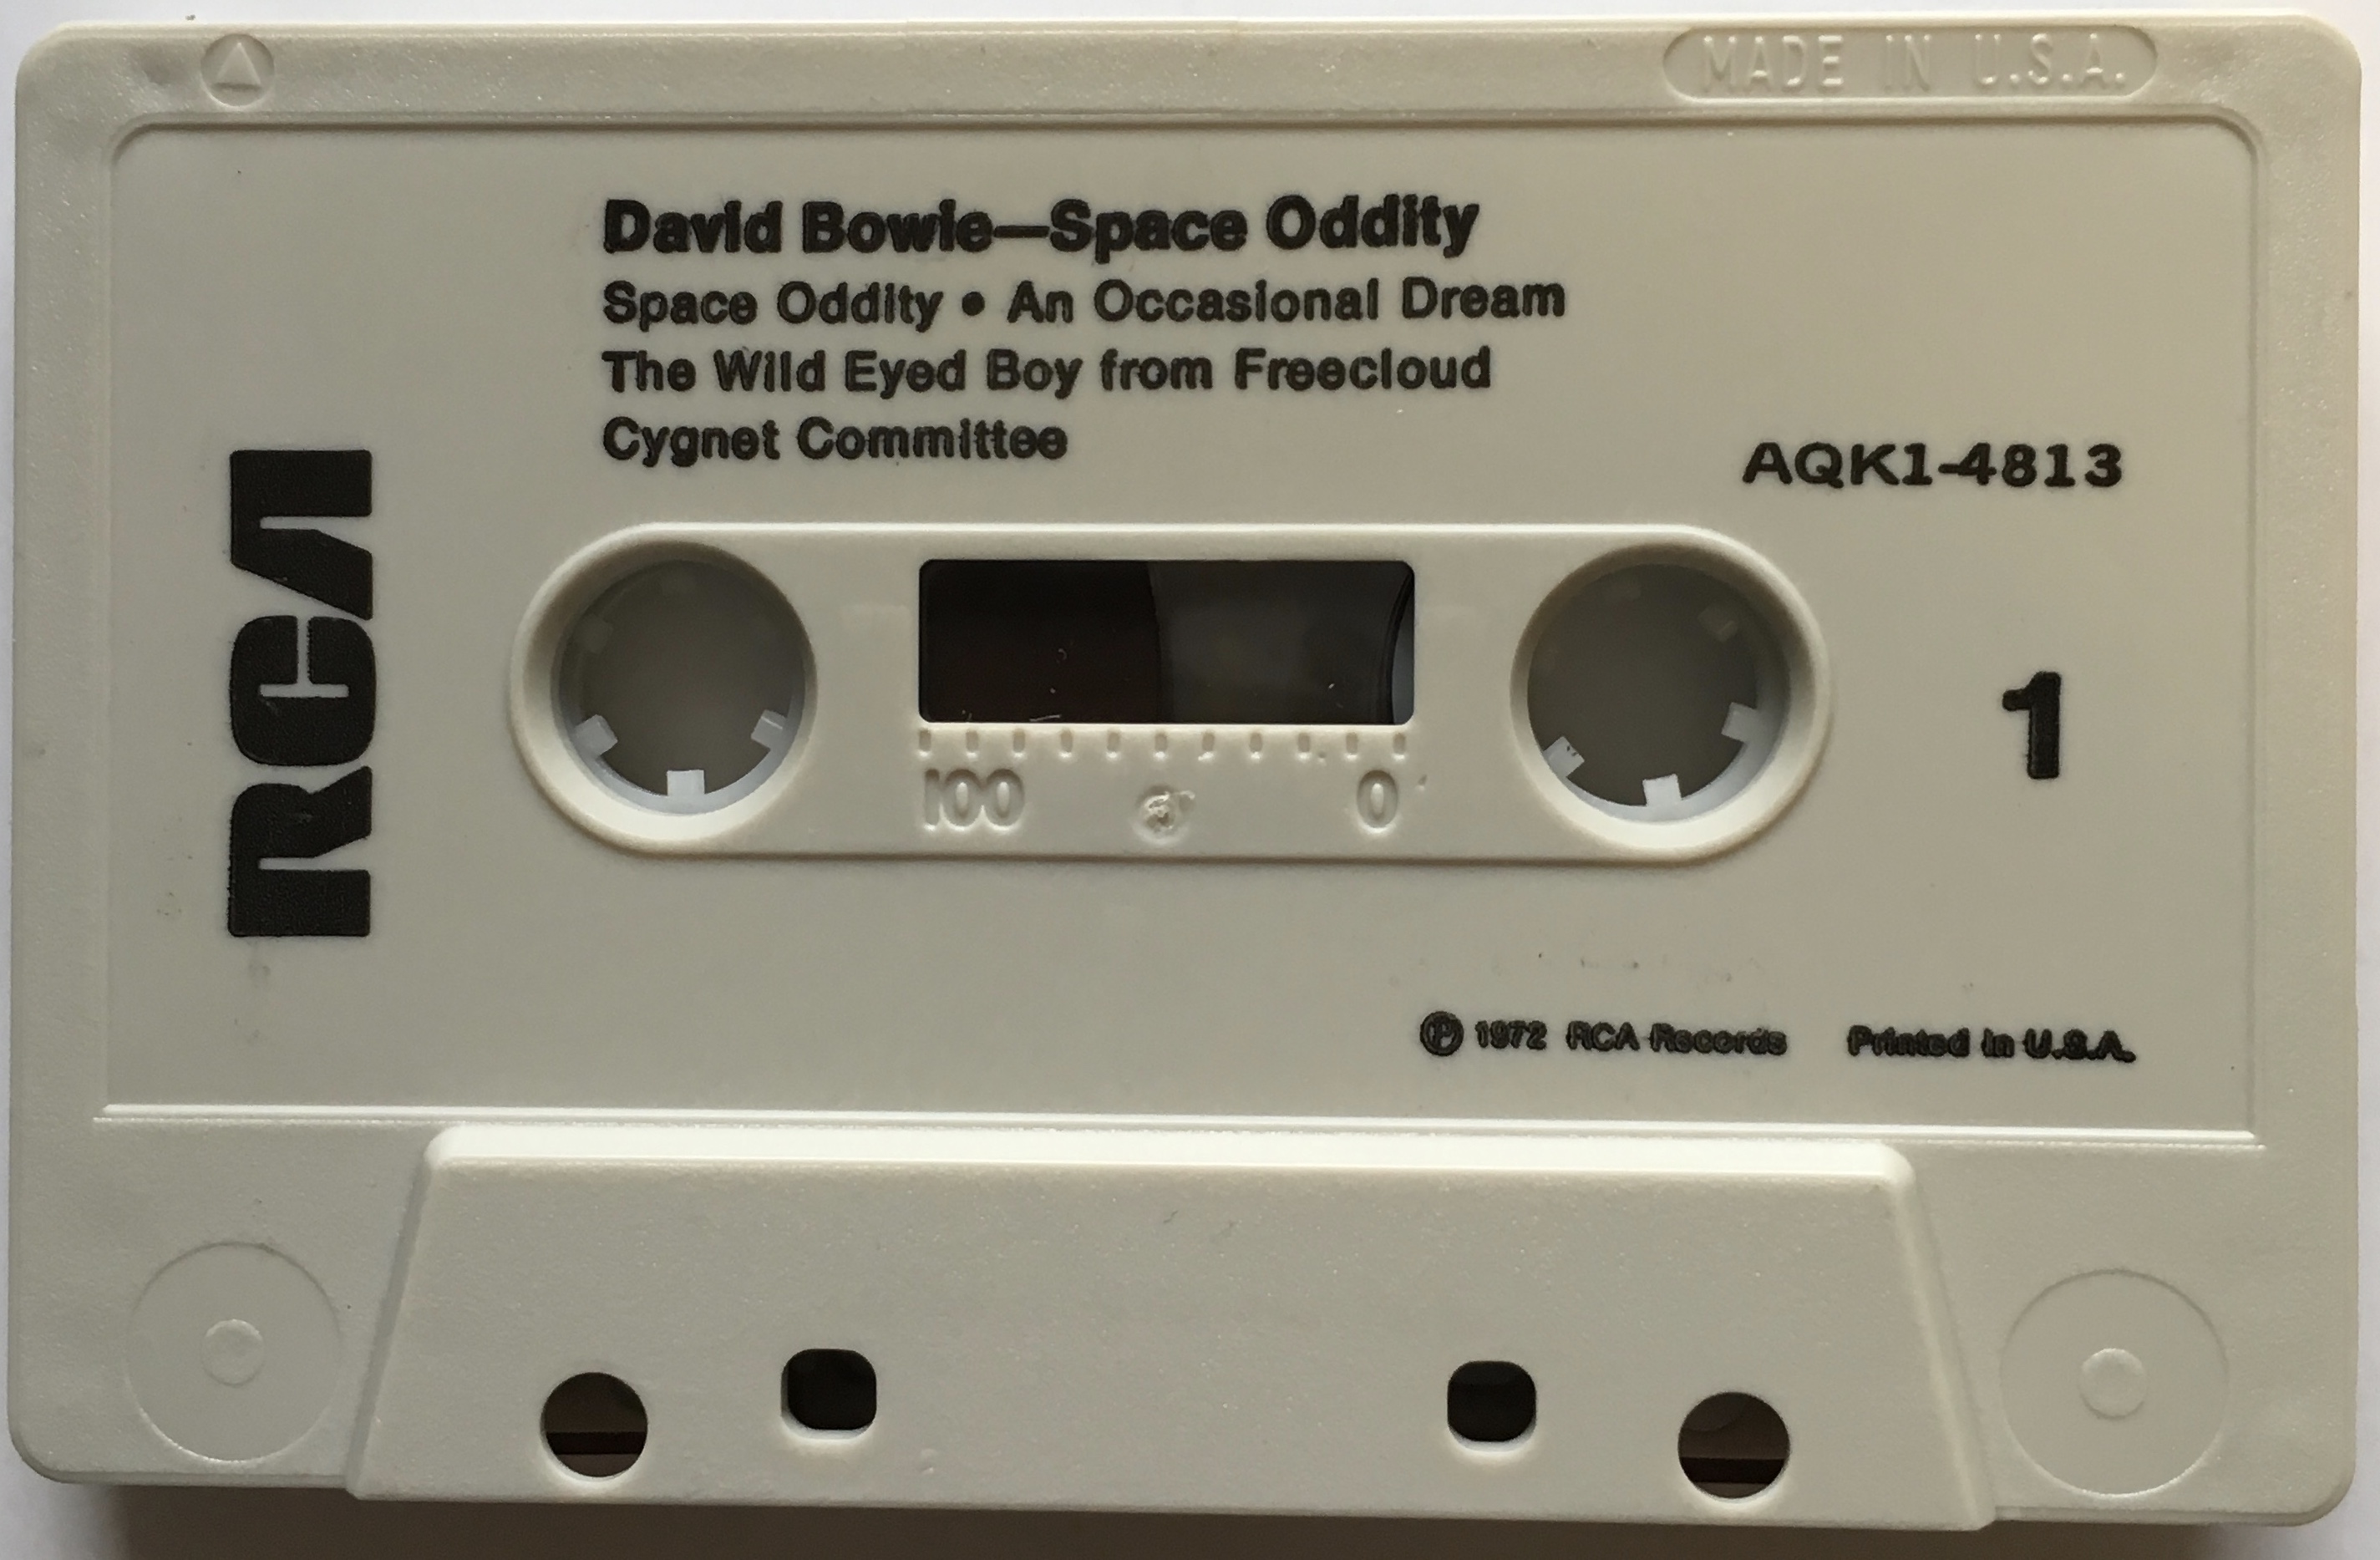 MADE IN U.S.A.
David Bowie—Space Oddity
Space Oddity • An Occasional Dream
The Wild Eyed Boy from Freecloud
Cygnet Committee
AQK1-4813
RCA
1
100 0
℗ 1972 RCA Records Printed in U.S.A.